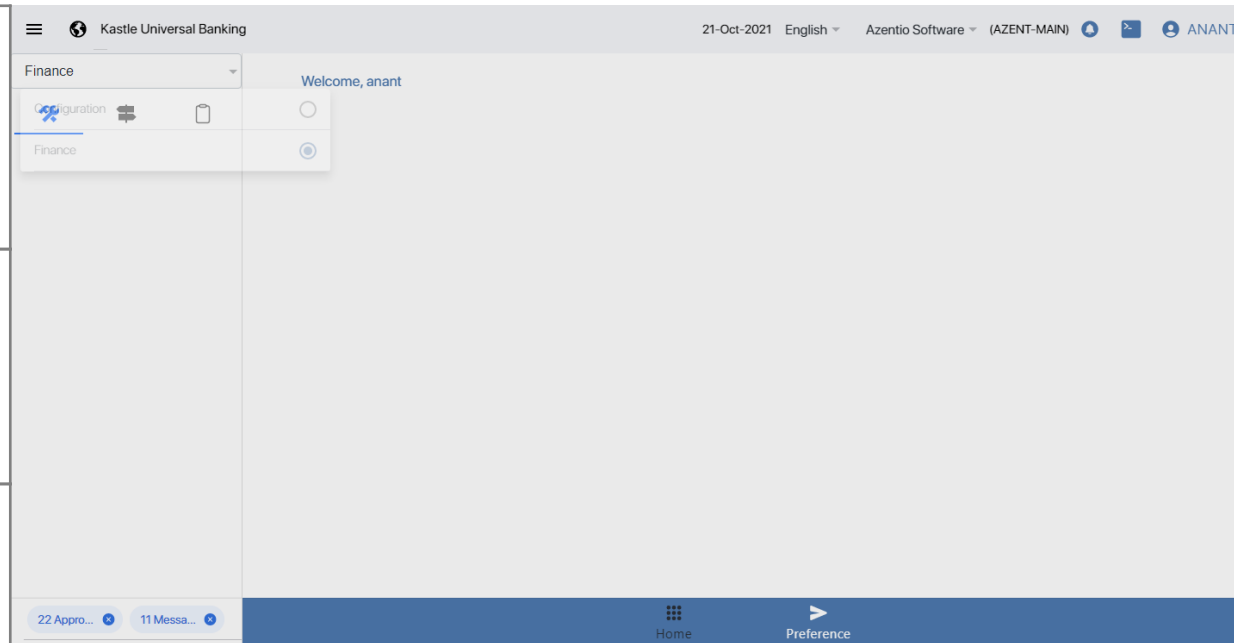 Kastle Universal Banking
21-Oct-2021 English Azentio Software (AZENT-MAIN) ANANT
Finance
Welcome, anant
Configuration
Finance
22 Appro... 11 Messa...
Home Preference